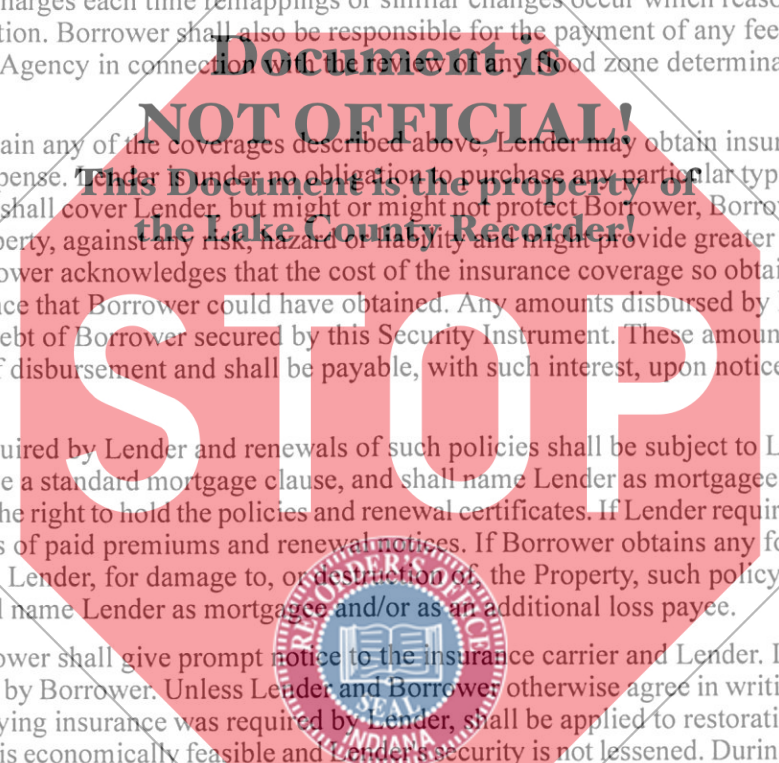 charges each time remappings or similar changes occur which reaso
tion. Borrower shall also be responsible for the payment of any fee
Agency in connection with the review of any flood zone determina
Document is
NOT OFFICIAL!
This Document is the property of
the Lake County Recorder!
ain any of the coverages described above, Lender may obtain insur
pense. Lender is under no obligation to purchase any particular typ
shall cover Lender, but might or might not protect Borrower, Borro
perty, against any risk, hazard or liability and might provide greater
ower acknowledges that the cost of the insurance coverage so obtai
nce that Borrower could have obtained. Any amounts disbursed by
ebt of Borrower secured by this Security Instrument. These amoun
f disbursement and shall be payable, with such interest, upon notice
STOP
uired by Lender and renewals of such policies shall be subject to L
e a standard mortgage clause, and shall name Lender as mortgagee
he right to hold the policies and renewal certificates. If Lender requir
s of paid premiums and renewal notices. If Borrower obtains any fo
Lender, for damage to, or destruction of, the Property, such policy
l name Lender as mortgagee and/or as an additional loss payee.
RECORDER'S OFFICE
SEAL
INDIANA
ower shall give prompt notice to the insurance carrier and Lender. L
by Borrower. Unless Lender and Borrower otherwise agree in writi
ying insurance was required by Lender, shall be applied to restorati
is economically feasible and Lender's security is not lessened. Durin